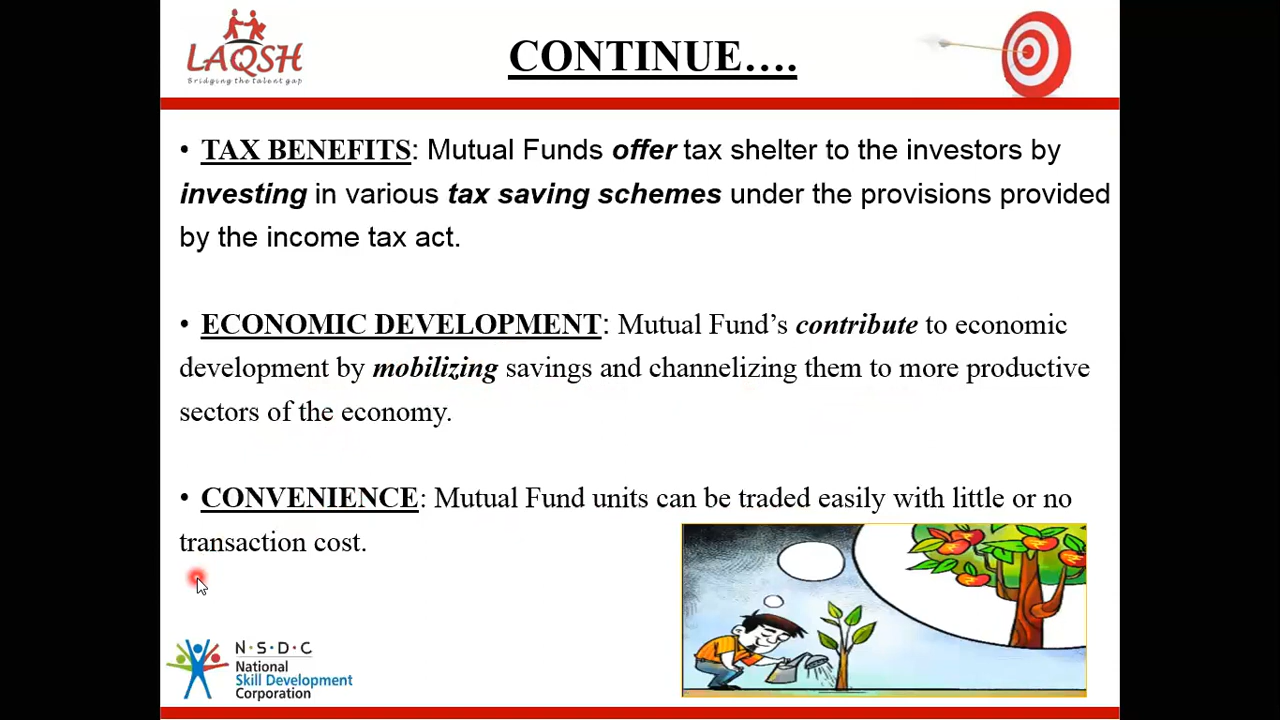 LAQSH
Bridging the talent gap
CONTINUE....
• TAX BENEFITS: Mutual Funds offer tax shelter to the investors by
investing in various tax saving schemes under the provisions provided
by the income tax act.
• ECONOMIC DEVELOPMENT: Mutual Fund’s contribute to economic
development by mobilizing savings and channelizing them to more productive
sectors of the economy.
• CONVENIENCE: Mutual Fund units can be traded easily with little or no
transaction cost.
N·S·D·C
National
Skill Development
Corporation